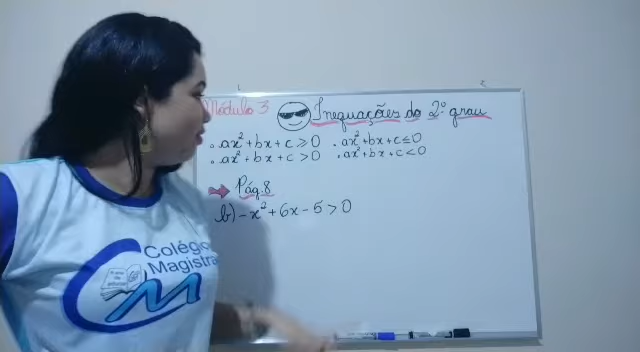 Módulo 3 Inequações do 2º grau
. ax² + bx + c ≥ 0 . ax² + bx + c ≤ 0
. ax² + bx + c > 0 . ax² + bx + c < 0
Pág. 8
b) -x² + 6x - 5 > 0
Colégio
Magistra
CM